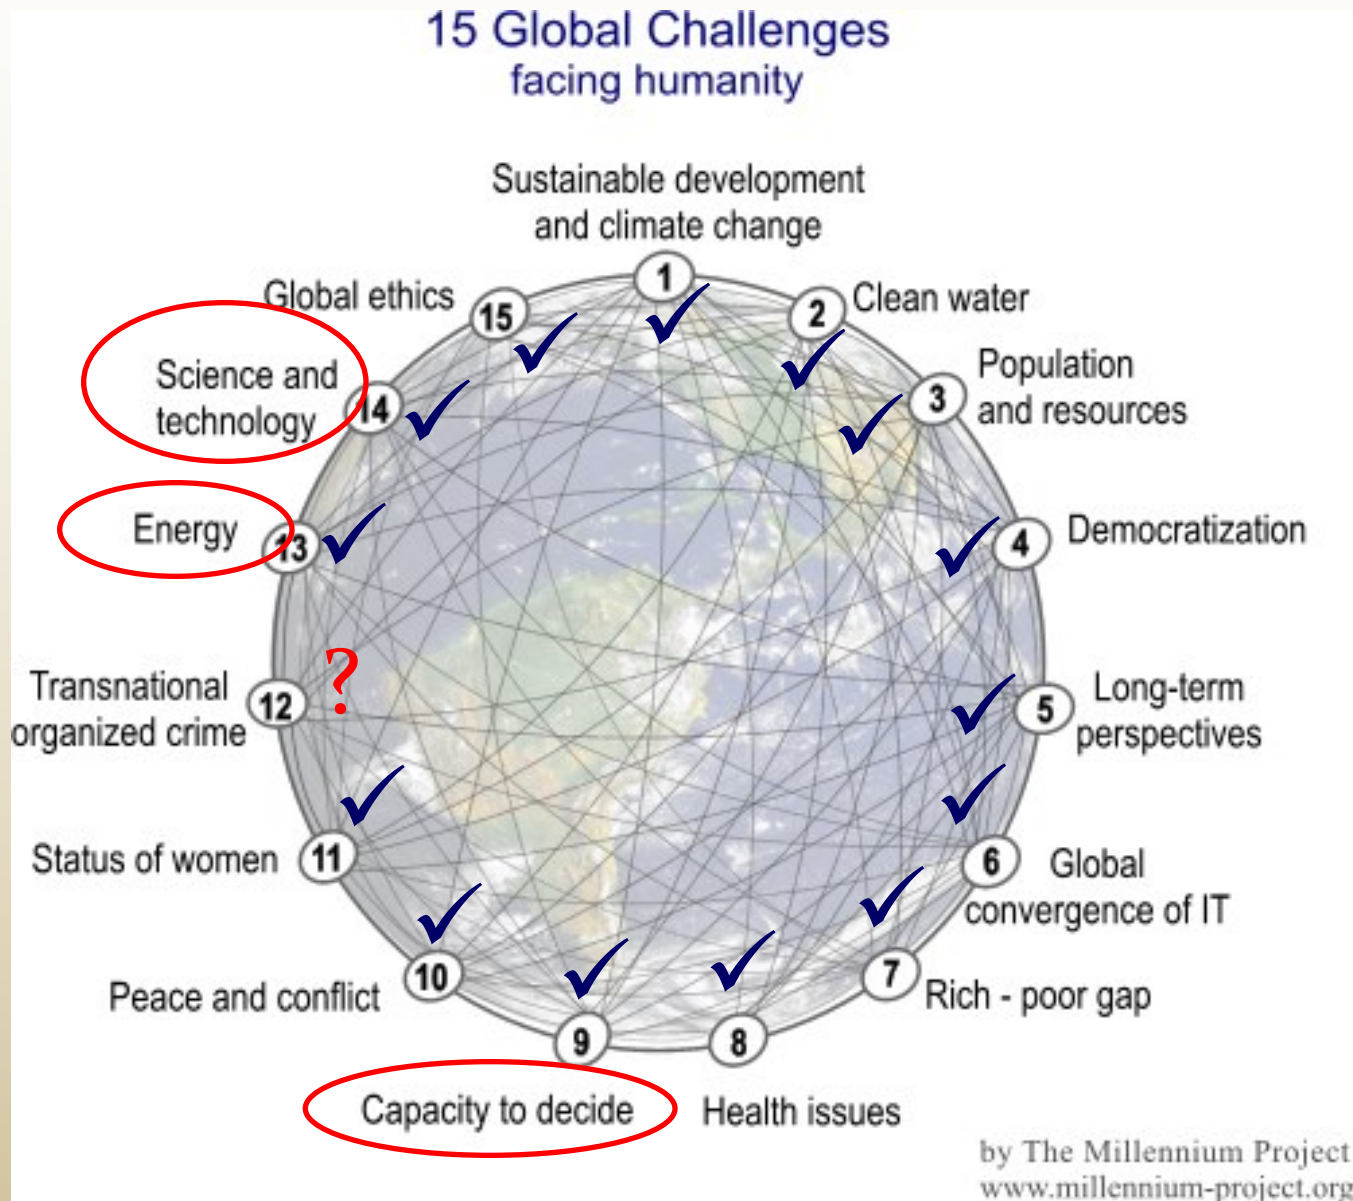 15 Global Challenges
facing humanity
Sustainable development
and climate change
1
2
Clean water
3
Population
and resources
4
Democratization
5
Long-term
perspectives
6
Global
convergence of IT
7
Rich - poor gap
8
Health issues
9
Capacity to decide
10
Peace and conflict
11
Status of women
12
Transnational
organized crime
?
13
Energy
14
Science and
technology
15
Global ethics
by The Millennium Project
www.millennium-project.org